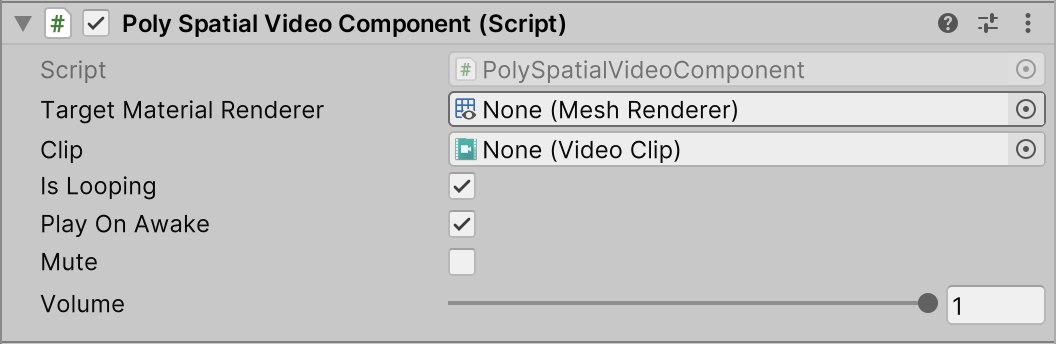 Poly Spatial Video Component (Script)
Script
PolySpatialVideoComponent
Target Material Renderer
None (Mesh Renderer)
Clip
None (Video Clip)
Is Looping
Play On Awake
Mute
Volume
1